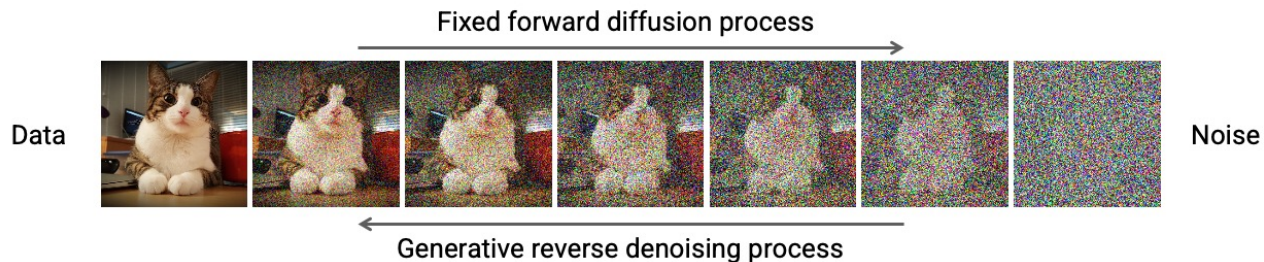 Fixed forward diffusion process
Data
Noise
Generative reverse denoising process